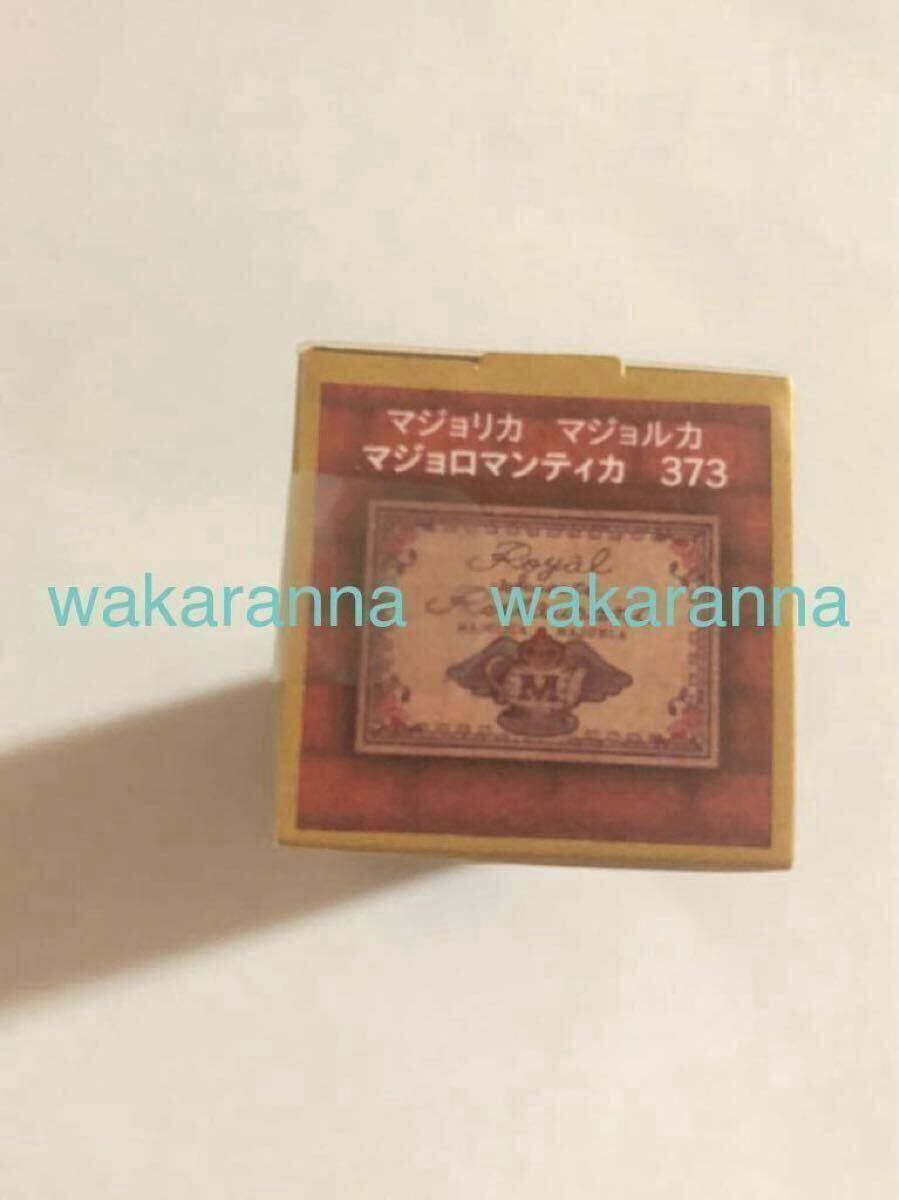 マジョリカ　マジョルカ
マジョロマンティカ　373
Royal
wakaranna wakaranna
M